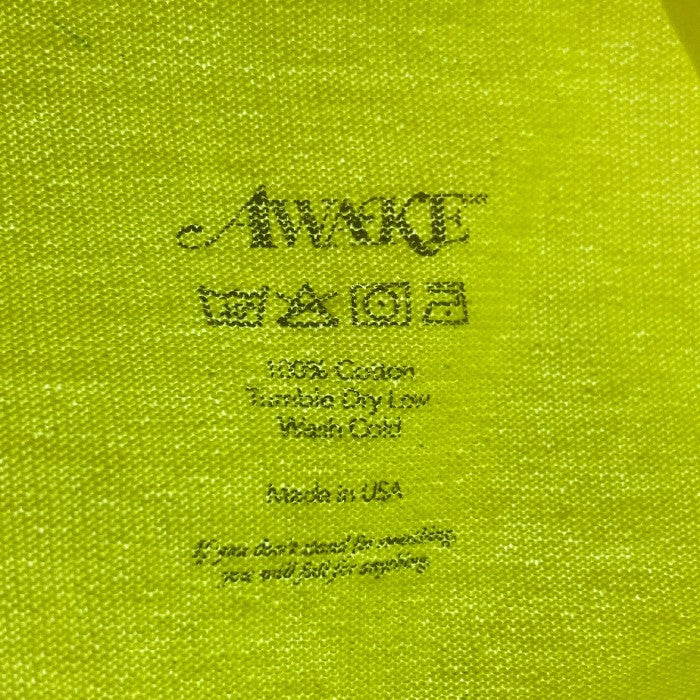 AWAKE
100% Cotton
Tumble Dry Low
Wash Cold
Made in USA
If you don't stand for something,
you will fall for anything